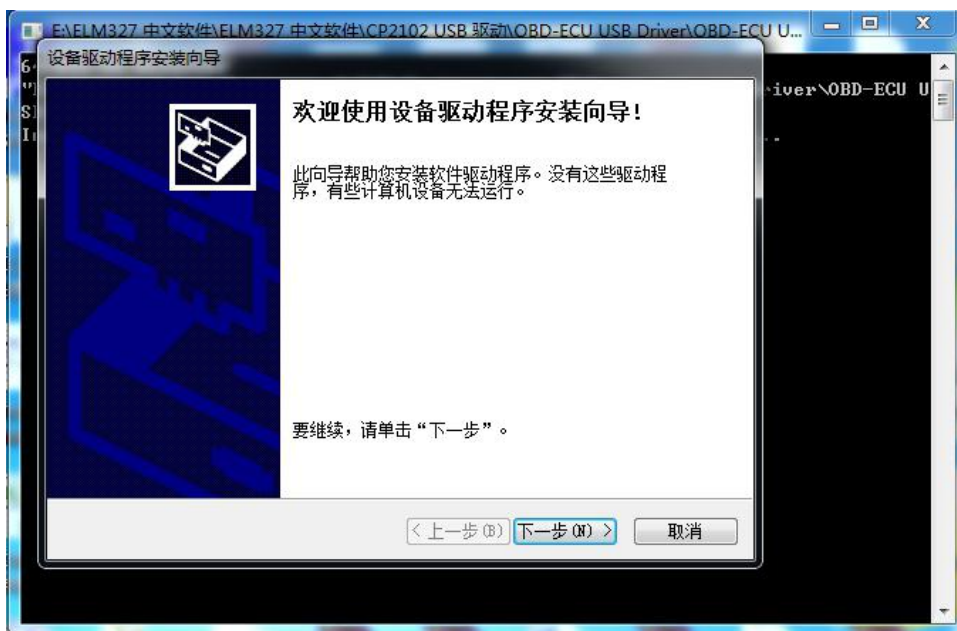 E:\ELM327 中文软件\ELM327 中文软件\CP2102 USB 驱动\OBD-ECU USB Driver\OBD-ECU U...
设备驱动程序安装向导
欢迎使用设备驱动程序安装向导!
river\OBD-ECU U
此向导帮助您安装软件驱动程序。没有这些驱动程
序，有些计算机设备无法运行。
要继续，请单击“下一步”。
<上一步(B) 下一步(N) > 取消